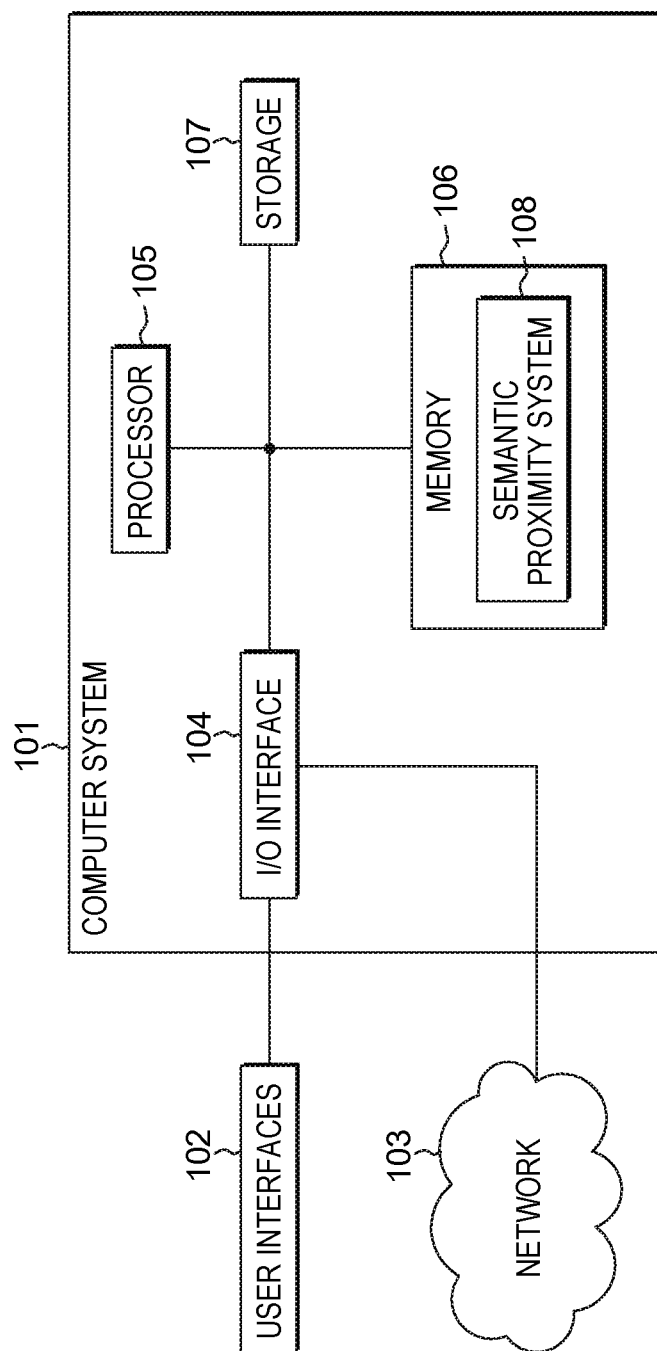 101
COMPUTER SYSTEM
105
PROCESSOR
107
STORAGE
102
USER INTERFACES
104
I/O INTERFACE
106
MEMORY
108
SEMANTIC
PROXIMITY SYSTEM
103
NETWORK